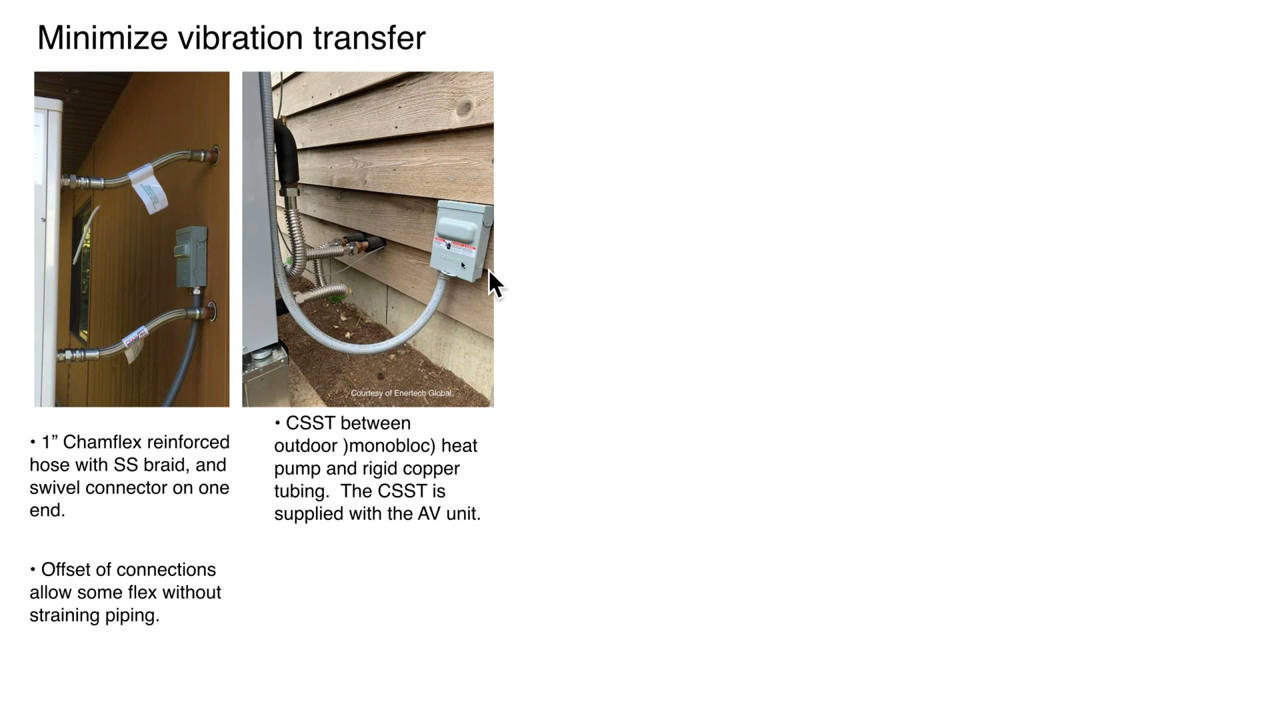 Minimize vibration transfer
Courtesy of Enertech Global
• 1” Chamflex reinforced
hose with SS braid, and
swivel connector on one
end.
• Offset of connections
allow some flex without
straining piping.
• CSST between
outdoor )monobloc) heat
pump and rigid copper
tubing.  The CSST is
supplied with the AV unit.